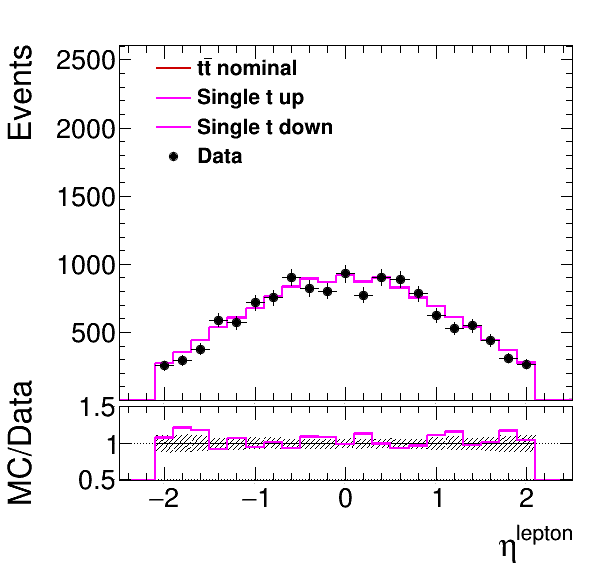 Events
2500
2000
1500
1000
500
tt̄ nominal
Single t up
Single t down
Data
MC/Data
1.5
1
0.5
−2
−1
0
1
2
η^lepton